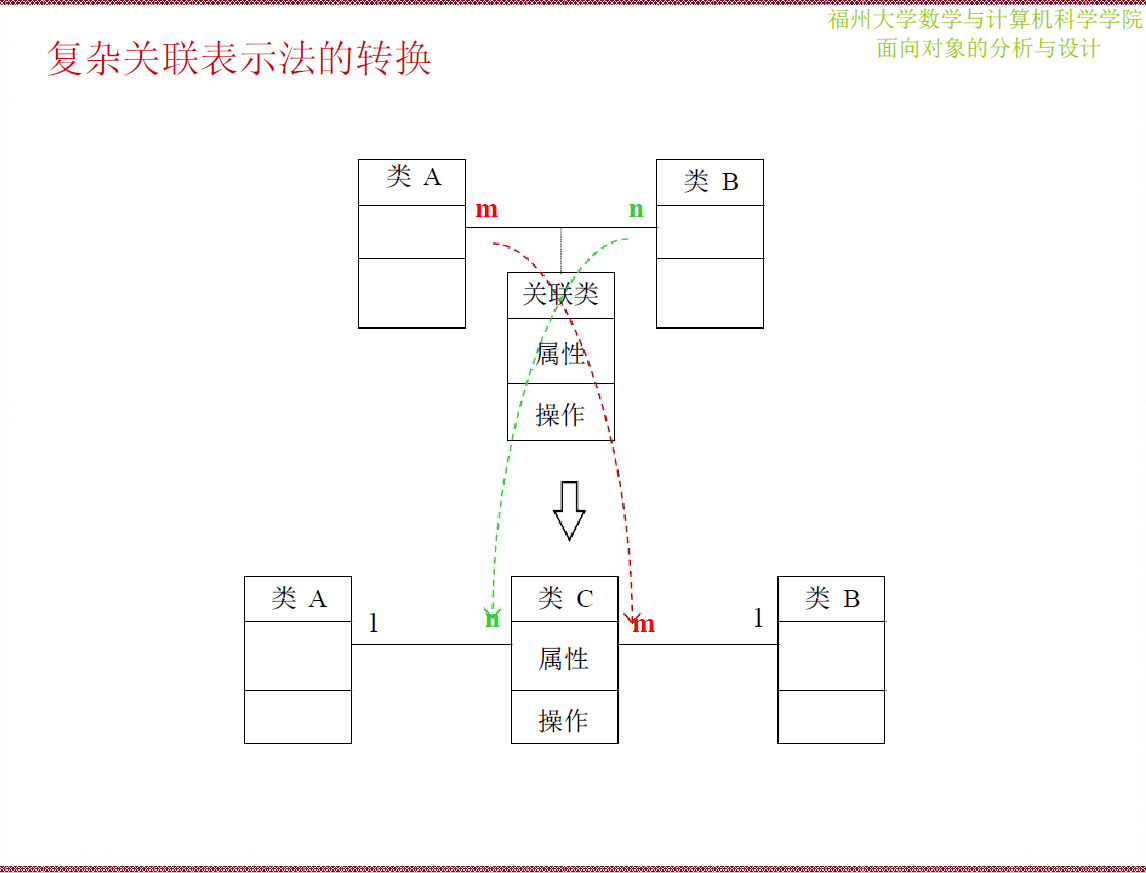 福州大学数学与计算机科学学院
面向对象的分析与设计
复杂关联表示法的转换
类 A
类 B
m
n
关联类
属性
操作
类 A
类 C
类 B
1
n
m
1
属性
操作